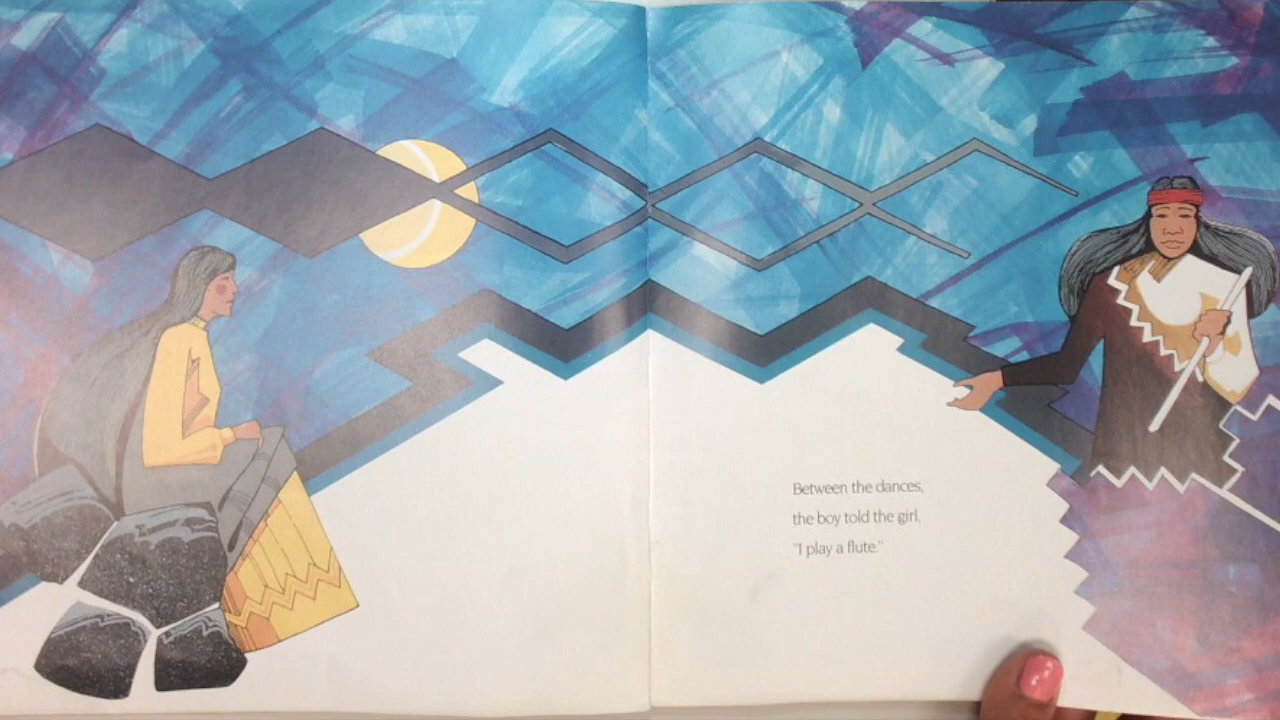 Between the dances,
the boy told the girl,
"I play a flute."